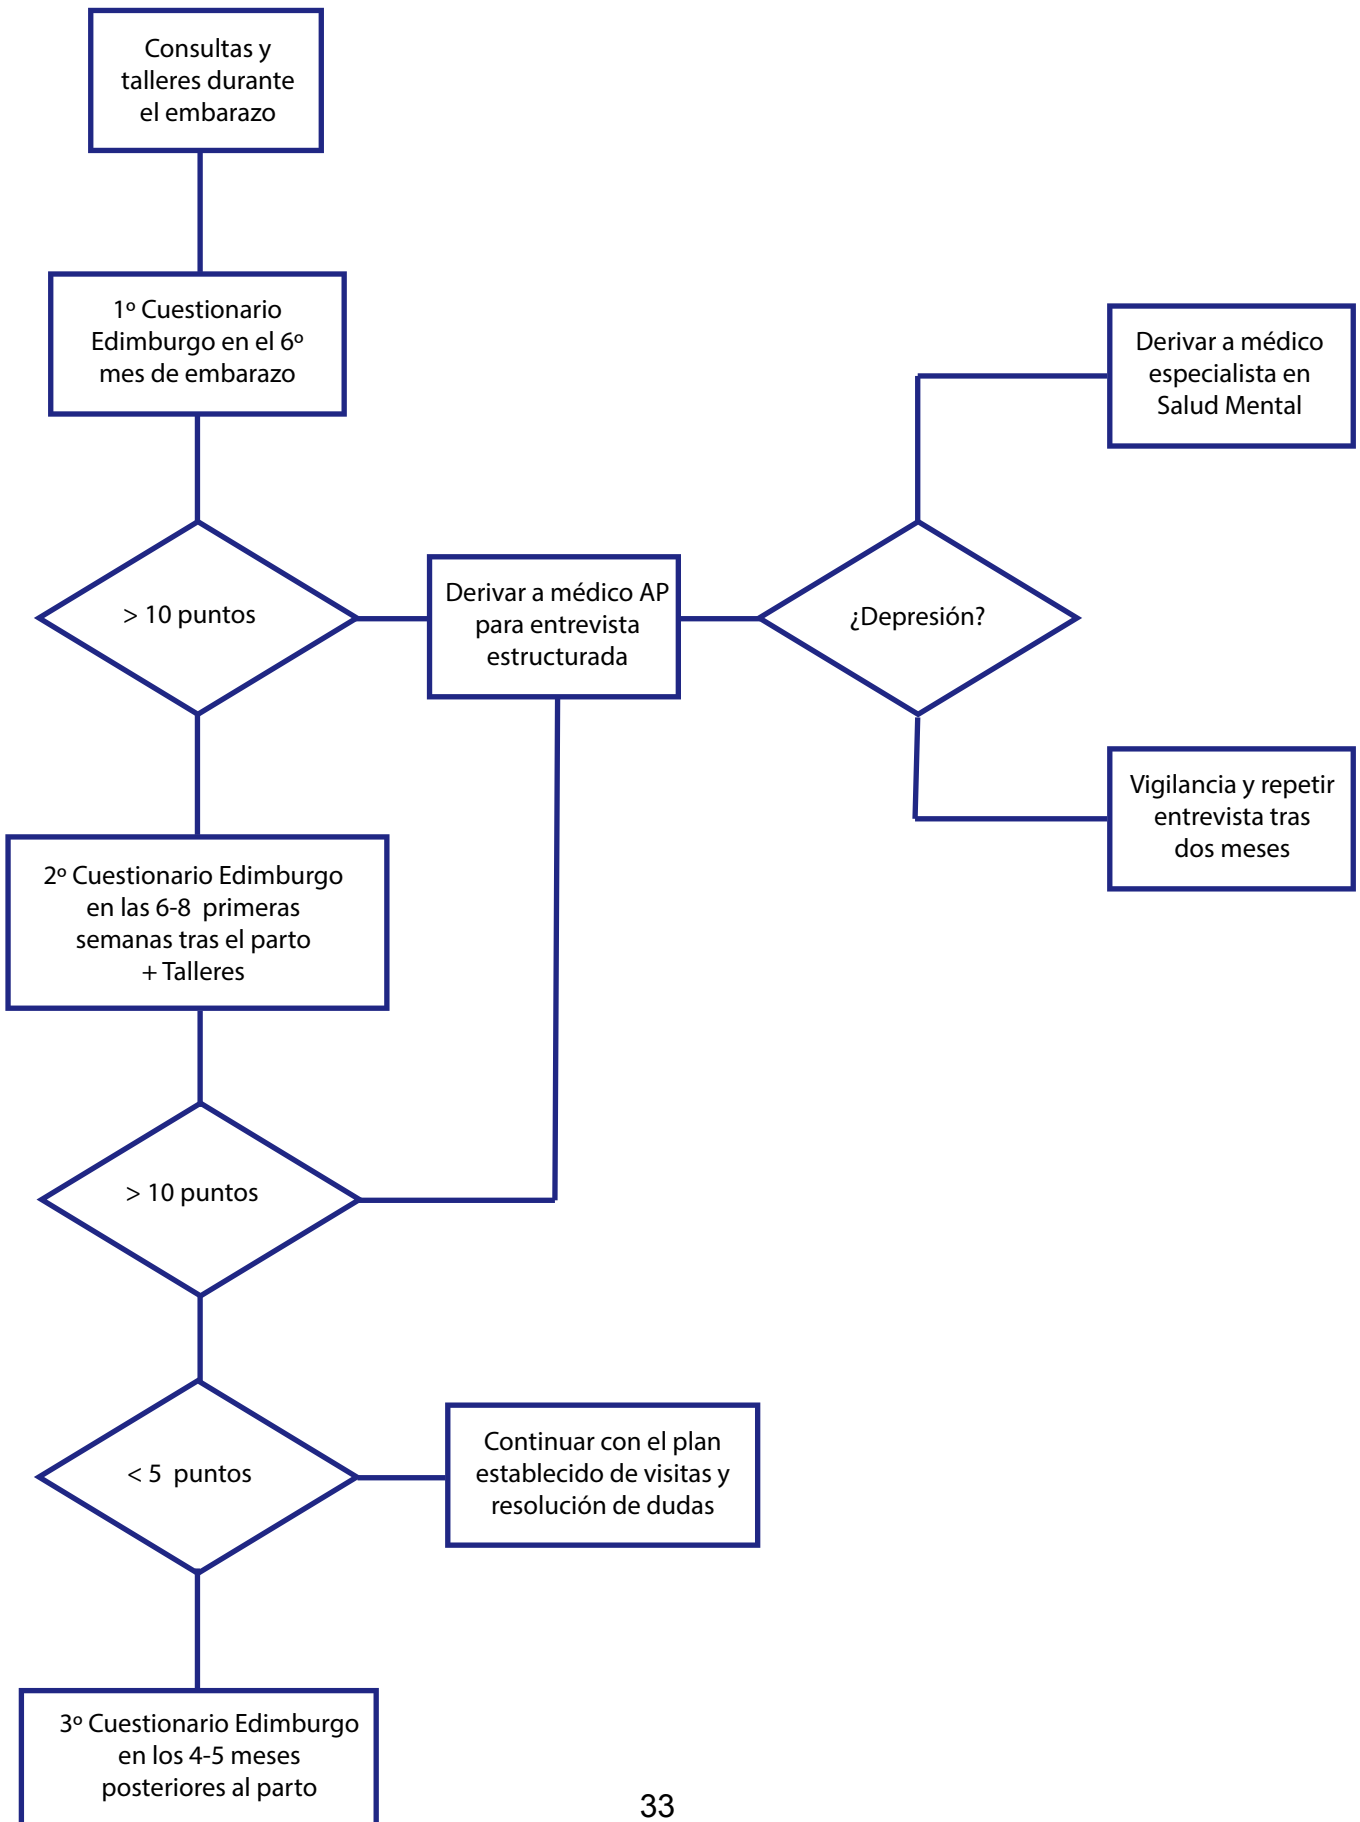 Consultas y
talleres durante
el embarazo
1º Cuestionario
Edimburgo en el 6º
mes de embarazo
Derivar a médico
especialista en
Salud Mental
> 10 puntos
Derivar a médico AP
para entrevista
estructurada
¿Depresión?
Vigilancia y repetir
entrevista tras
dos meses
2º Cuestionario Edimburgo
en las 6-8 primeras
semanas tras el parto
+ Talleres
> 10 puntos
< 5 puntos
Continuar con el plan
establecido de visitas y
resolución de dudas
3º Cuestionario Edimburgo
en los 4-5 meses
posteriores al parto
33